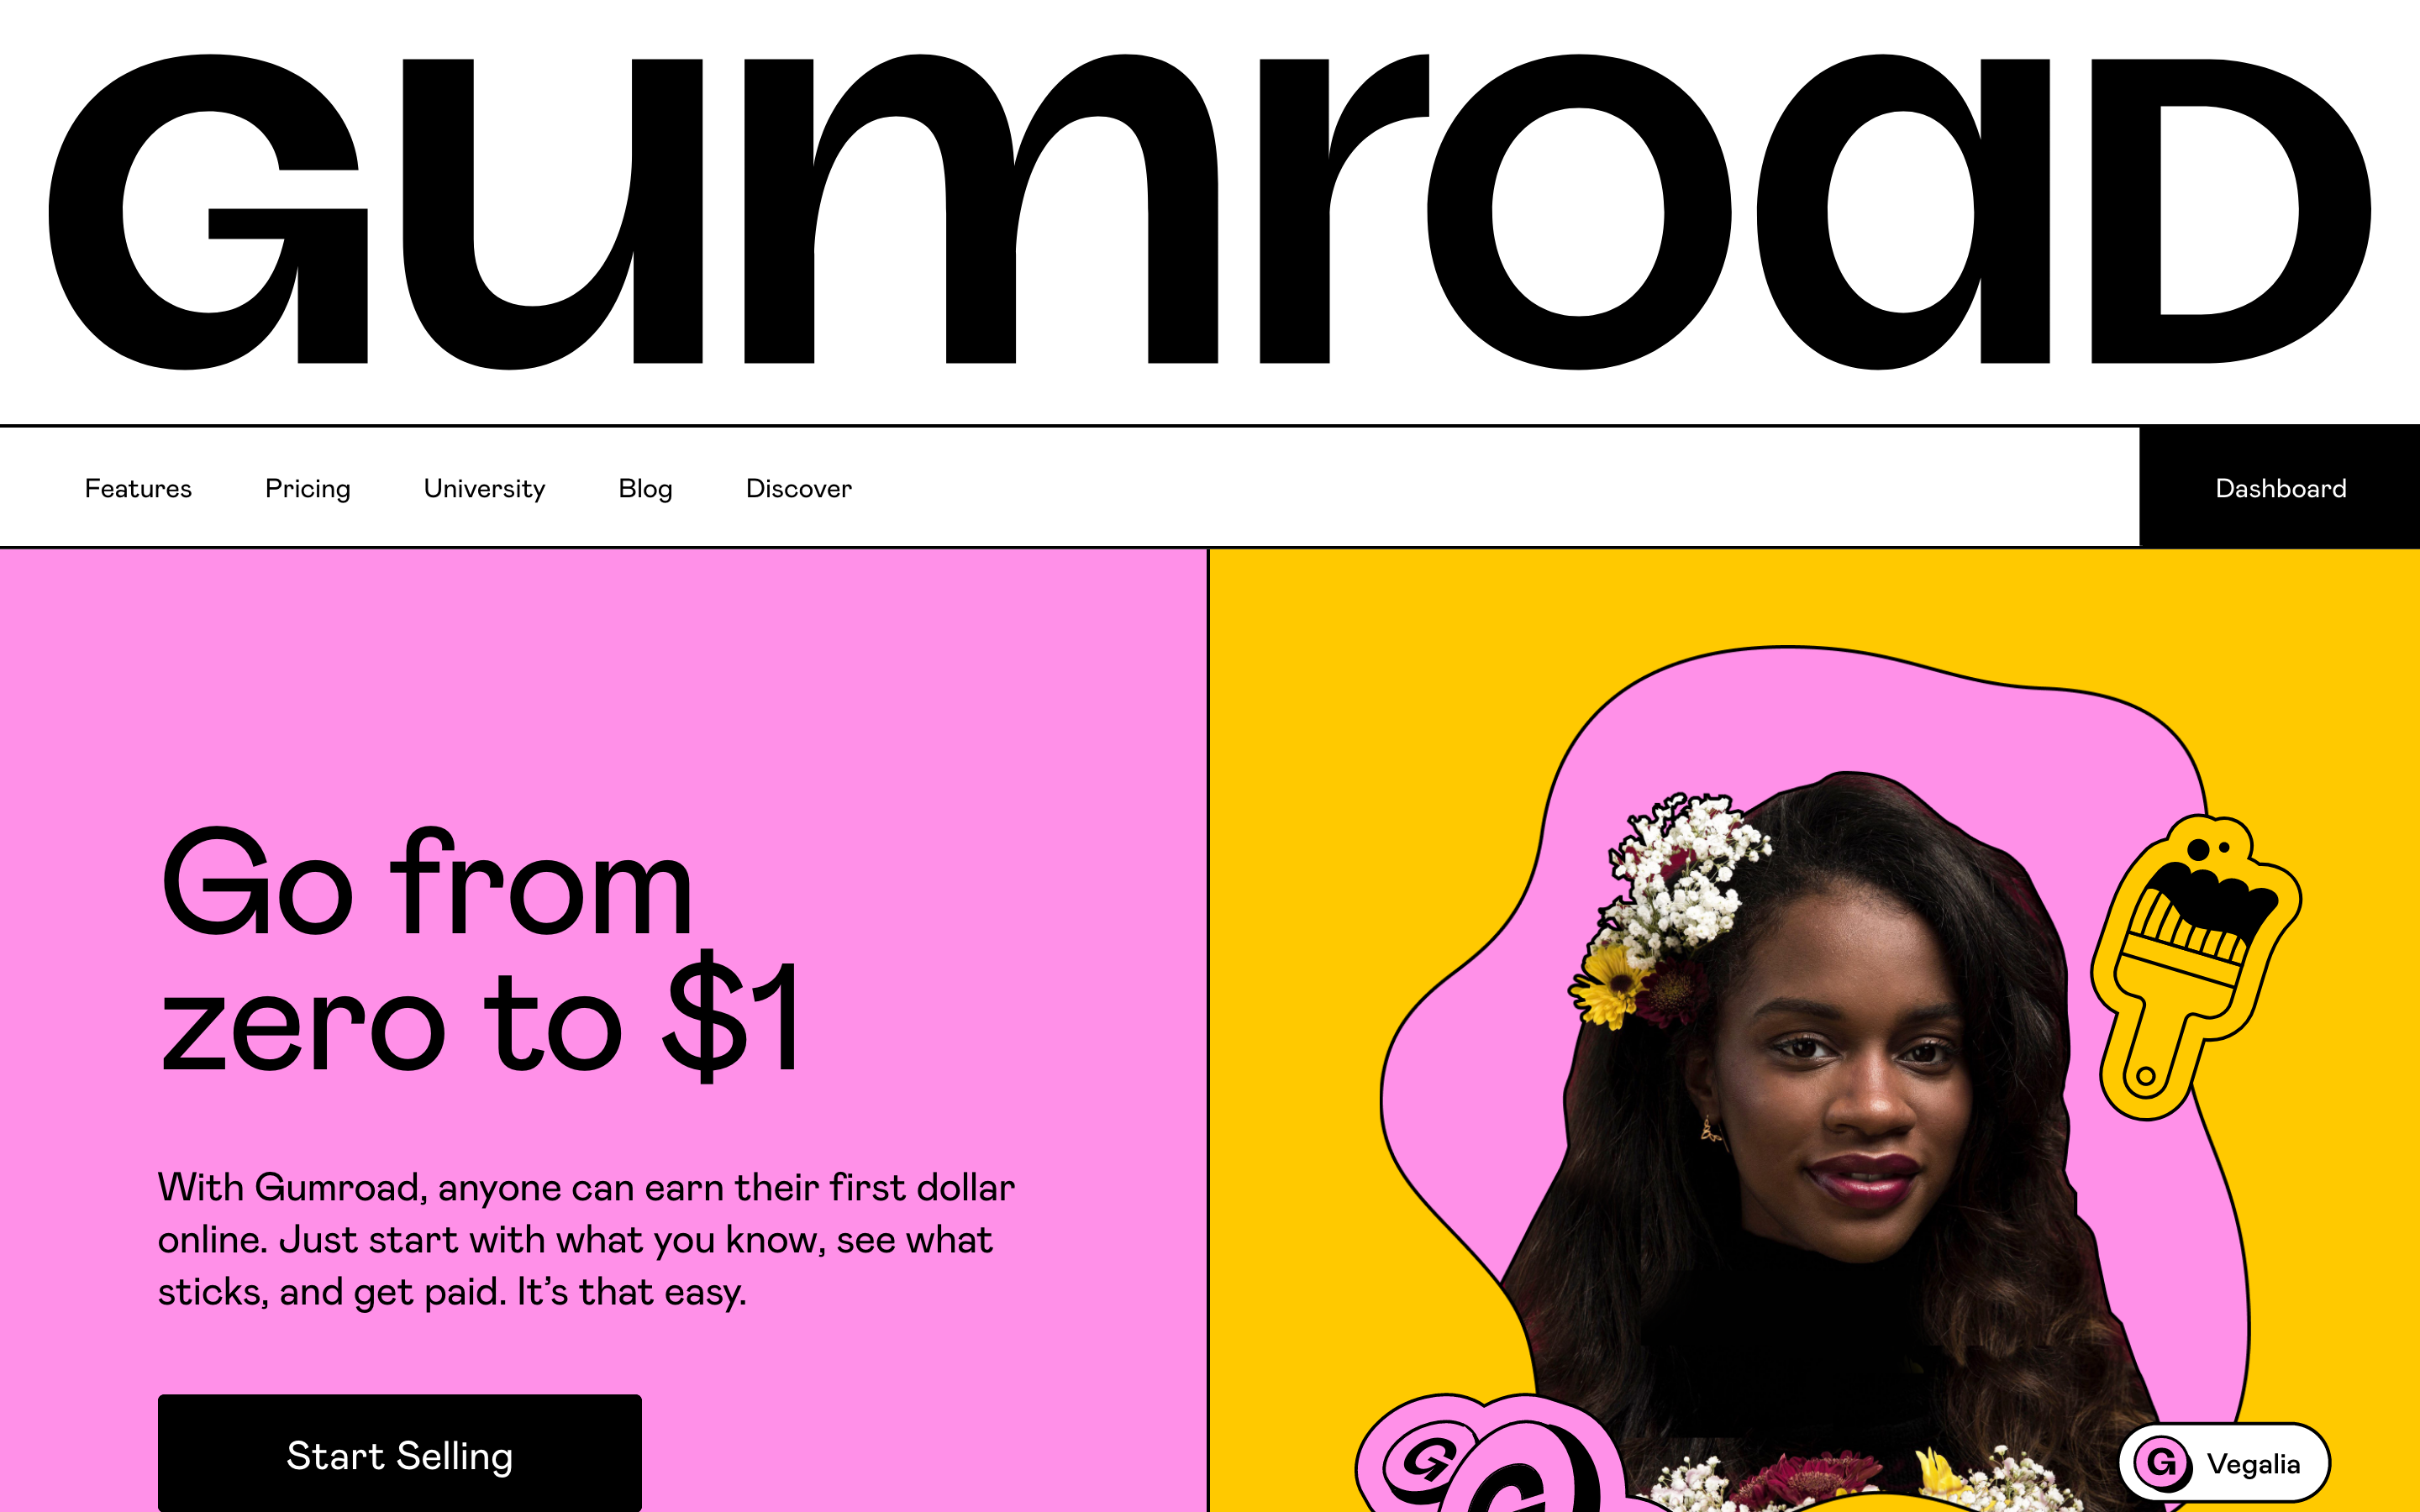 Gumroad
Features
Pricing
University
Blog
Discover
Dashboard
Go from
zero to $1
With Gumroad, anyone can earn their first dollar
online. Just start with what you know, see what
sticks, and get paid. It’s that easy.
Start Selling
G
G
G
Vegalia